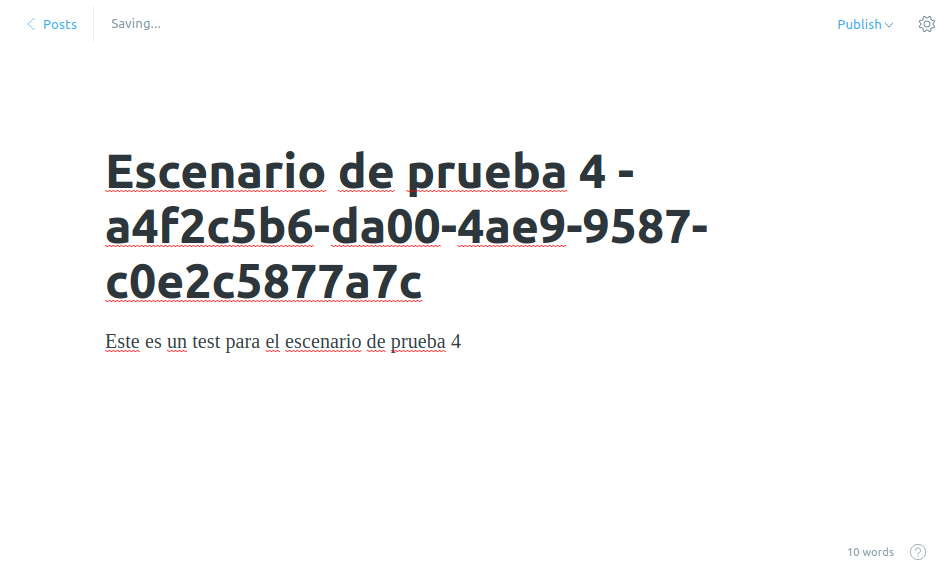 Posts
Saving...
Publish
Escenario de prueba 4 -
a4f2c5b6-da00-4ae9-9587-
c0e2c5877a7c
Este es un test para el escenario de prueba 4
10 words
?